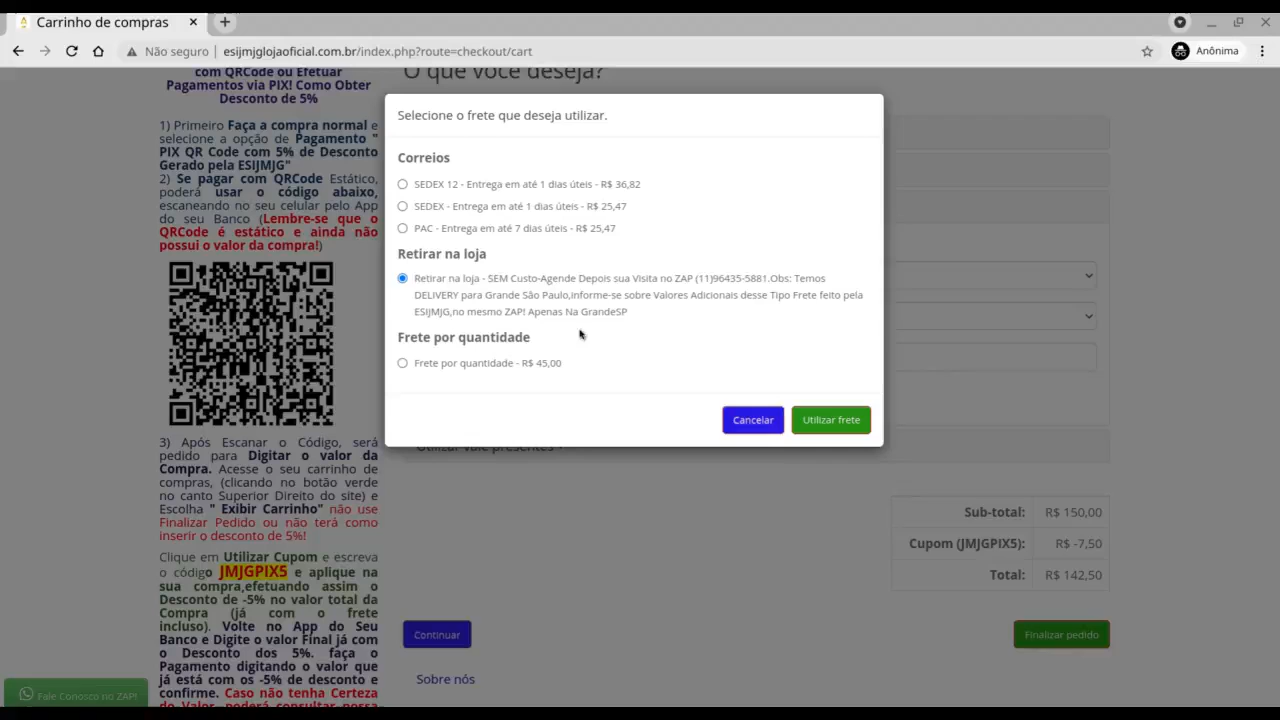 Carrinho de compras
Não seguro
esijmjglojaoficial.com.br/index.php?route=checkout/cart
Anônima
com QRCode ou Efetuar
Pagamentos via PIX! Como Obter
Desconto de 5%
1) Primeiro Faça a compra normal e
selecione a opção de Pagamento "
PIX QR Code com 5% de Desconto
Gerado pela ESIJMJG"
2) Se pagar com QRCode Estático,
poderá usar o código abaixo,
escaneando no seu celular pelo App
do seu Banco (Lembre-se que o
QRCode é estático e ainda não
possui o valor da compra!)
3) Após Escanar o Código, será
pedido para Digitar o valor da
Compra. Acesse o seu carrinho de
compras, (clicando no botão verde
no canto Superior Direito do site) e
Escolha " Exibir Carrinho" não use
Finalizar Pedido ou não terá como
inserir o desconto de 5%!
Clique em Utilizar Cupom e escreva
o código JMJGPIX5 e aplique na
sua compra,efetuando assim o
Desconto de -5% no valor total da
Compra (já com o frete
incluso). Volte no App do Seu
Banco e Digite o valor Final já com
o Desconto dos 5%. faça o
Pagamento digitando o valor que
já está com os -5% de desconto e
confirme. Caso não tenha Certeza
do Valor, poderá consultar nossa
Fale Conosco no ZAP!
O que você deseja?
Selecione o frete que deseja utilizar.
Correios
SEDEX 12 - Entrega em até 1 dias úteis - R$ 36,82
SEDEX - Entrega em até 1 dias úteis - R$ 25,47
PAC - Entrega em até 7 dias úteis - R$ 25,47
Retirar na loja
Retirar na loja - SEM Custo-Agende Depois sua Visita no ZAP (11)96435-5881.Obs: Temos
DELIVERY para Grande São Paulo,informe-se sobre Valores Adicionais desse Tipo Frete feito pela
ESIJMJG,no mesmo ZAP! Apenas Na GrandeSP
Frete por quantidade
Frete por quantidade - R$ 45,00
Cancelar
Utilizar frete
Utilizar vale presentes
Sub-total: R$ 150,00
Cupom (JMJGPIX5): R$ -7,50
Total: R$ 142,50
Continuar
Finalizar pedido
Sobre nós